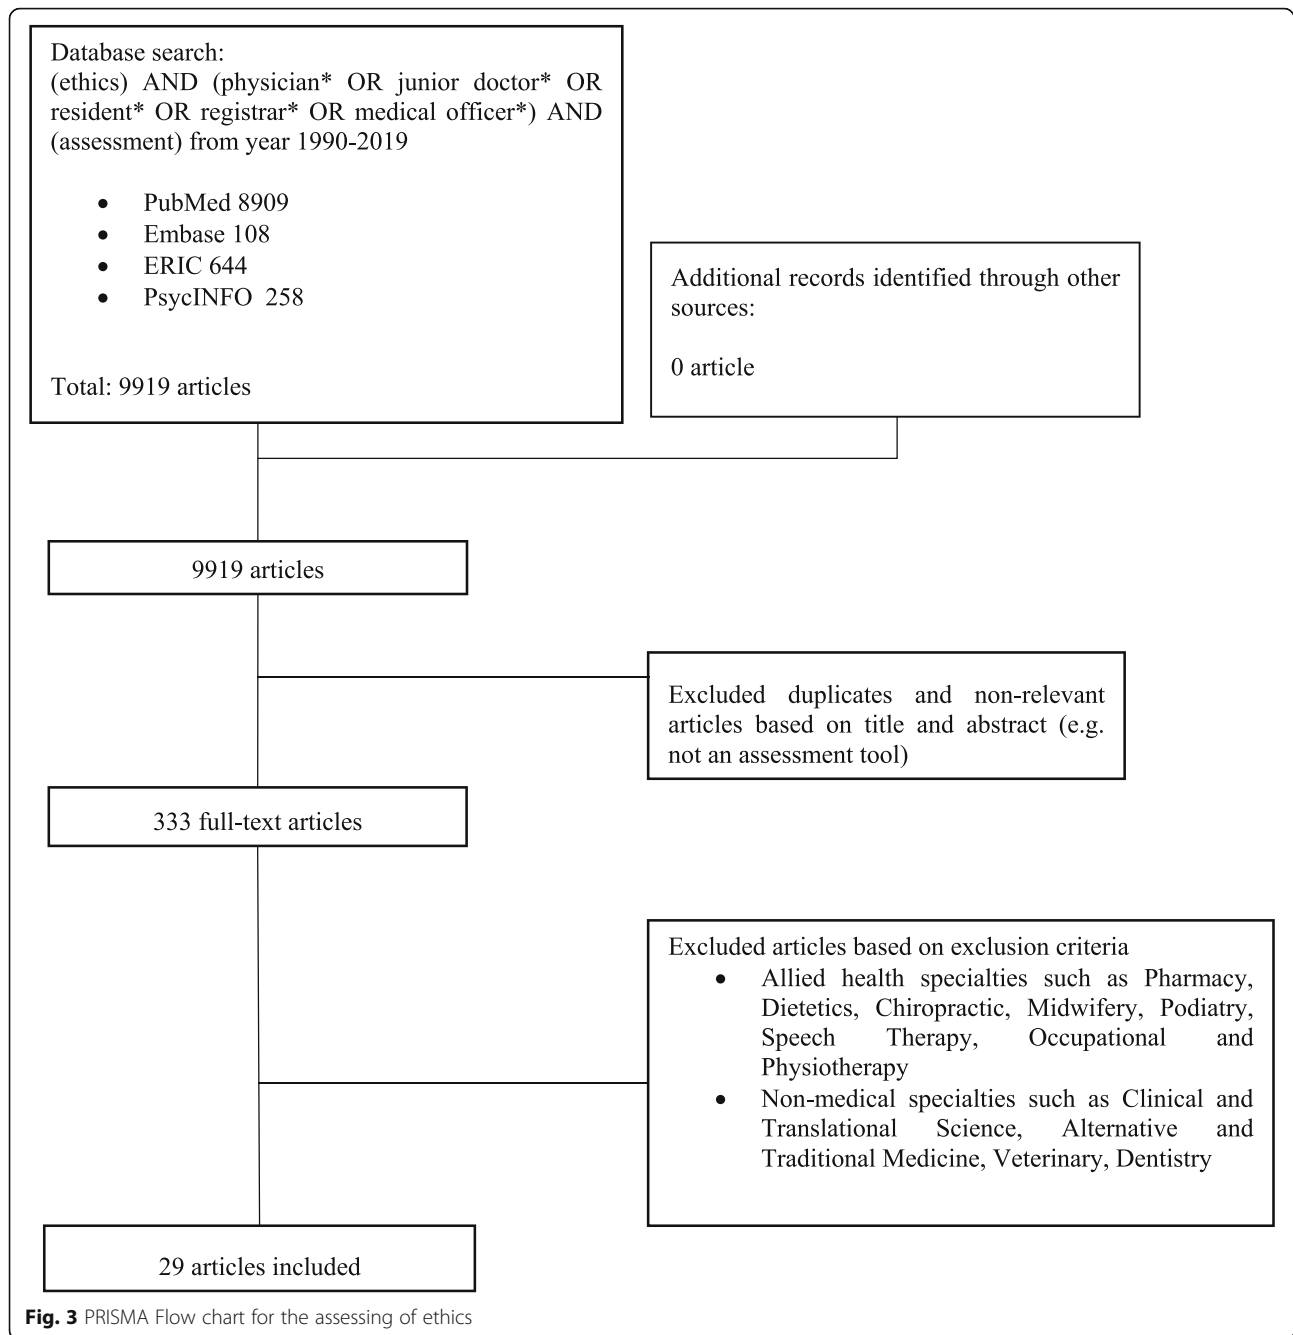 Database search:
(ethics) AND (physician* OR junior doctor* OR
resident* OR registrar* OR medical officer*) AND
(assessment) from year 1990-2019
• PubMed 8909
• Embase 108
• ERIC 644
• PsycINFO 258
Total: 9919 articles
Additional records identified through other
sources:
0 article
9919 articles
Excluded duplicates and non-relevant
articles based on title and abstract (e.g.
not an assessment tool)
333 full-text articles
Excluded articles based on exclusion criteria
• Allied health specialties such as Pharmacy,
Dietetics, Chiropractic, Midwifery, Podiatry,
Speech Therapy, Occupational and
Physiotherapy
• Non-medical specialties such as Clinical and
Translational Science, Alternative and
Traditional Medicine, Veterinary, Dentistry
29 articles included
Fig. 3 PRISMA Flow chart for the assessing of ethics